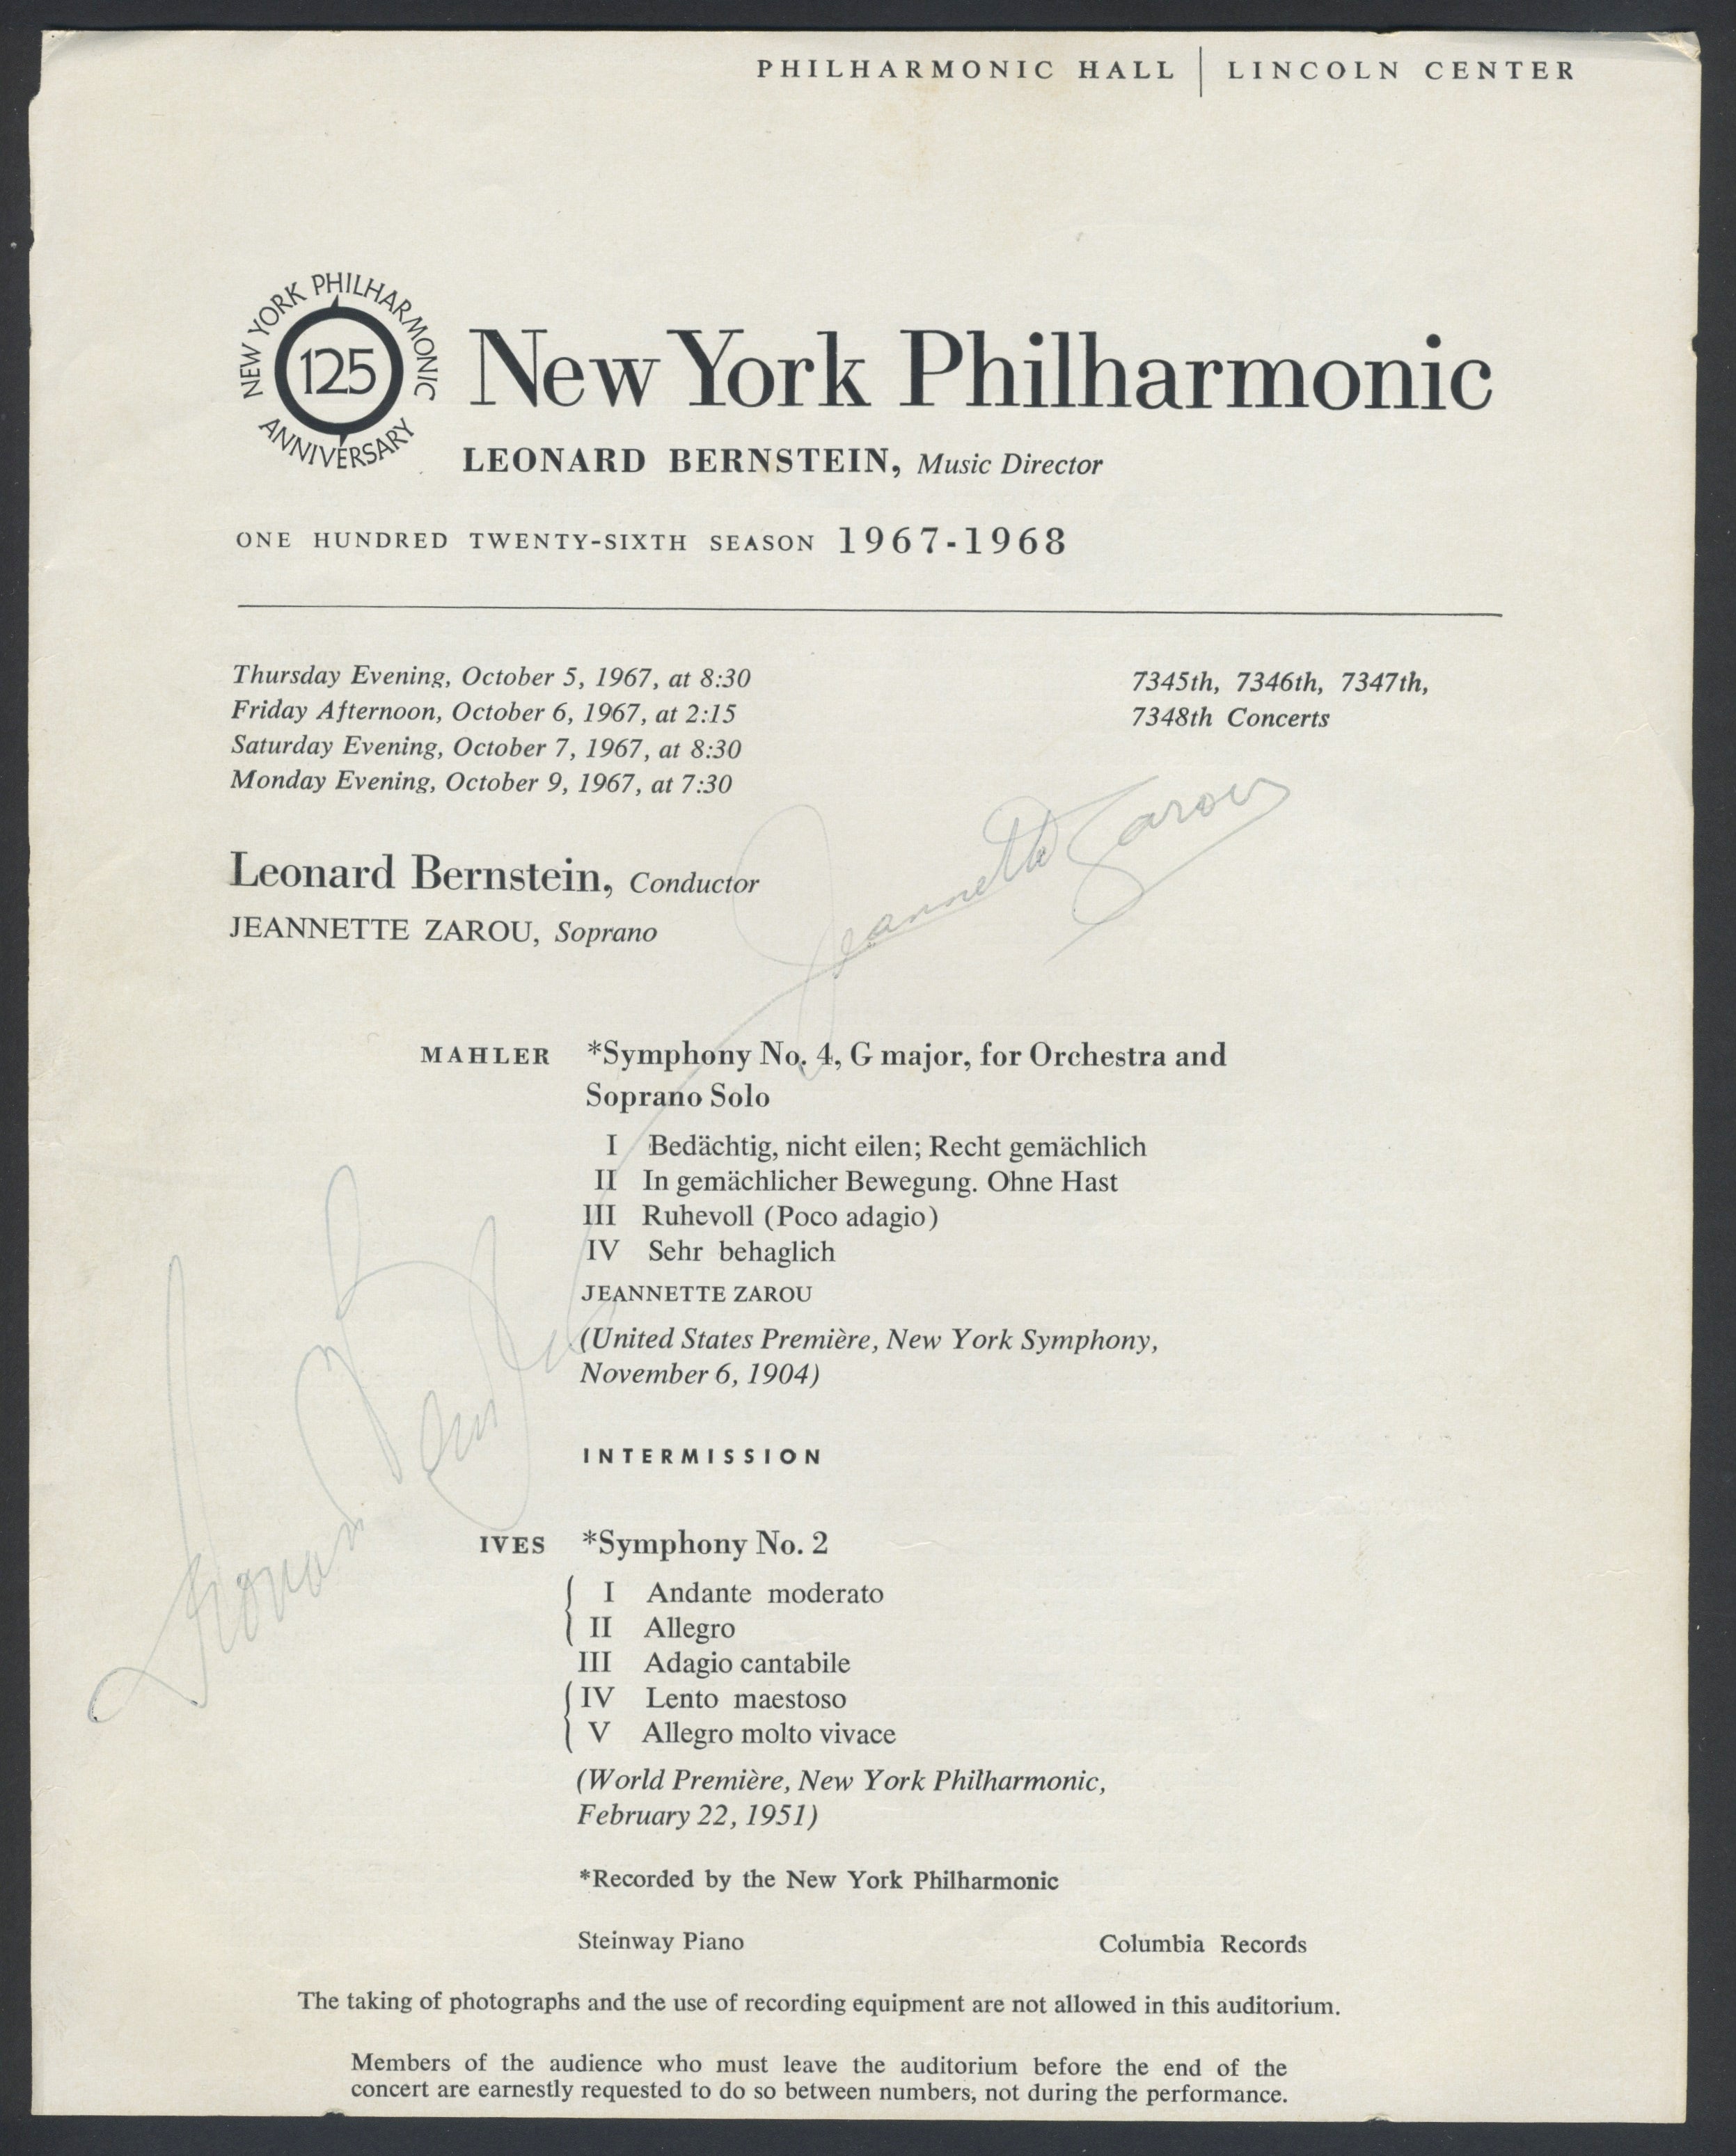 PHILHARMONIC HALL | LINCOLN CENTER
NEW YORK PHILHARMONIC
125
ANNIVERSARY
New York Philharmonic
LEONARD BERNSTEIN, Music Director
ONE HUNDRED TWENTY-SIXTH SEASON 1967-1968
Thursday Evening, October 5, 1967, at 8:30
Friday Afternoon, October 6, 1967, at 2:15
Saturday Evening, October 7, 1967, at 8:30
Monday Evening, October 9, 1967, at 7:30
7345th, 7346th, 7347th,
7348th Concerts
Jeannette Zarou
Leonard Bernstein, Conductor
JEANNETTE ZAROU, Soprano
MAHLER *Symphony No. 4, G major, for Orchestra and
Soprano Solo
I Bedächtig, nicht eilen; Recht gemächlich
II In gemächlicher Bewegung. Ohne Hast
III Ruhevoll (Poco adagio)
IV Sehr behaglich
JEANNETTE ZAROU
(United States Première, New York Symphony,
November 6, 1904)
Leonard Bernstein
INTERMISSION
IVES *Symphony No. 2
I Andante moderato
II Allegro
III Adagio cantabile
IV Lento maestoso
V Allegro molto vivace
(World Première, New York Philharmonic,
February 22, 1951)
*Recorded by the New York Philharmonic
Steinway Piano Columbia Records
The taking of photographs and the use of recording equipment are not allowed in this auditorium.
Members of the audience who must leave the auditorium before the end of the
concert are earnestly requested to do so between numbers, not during the performance.